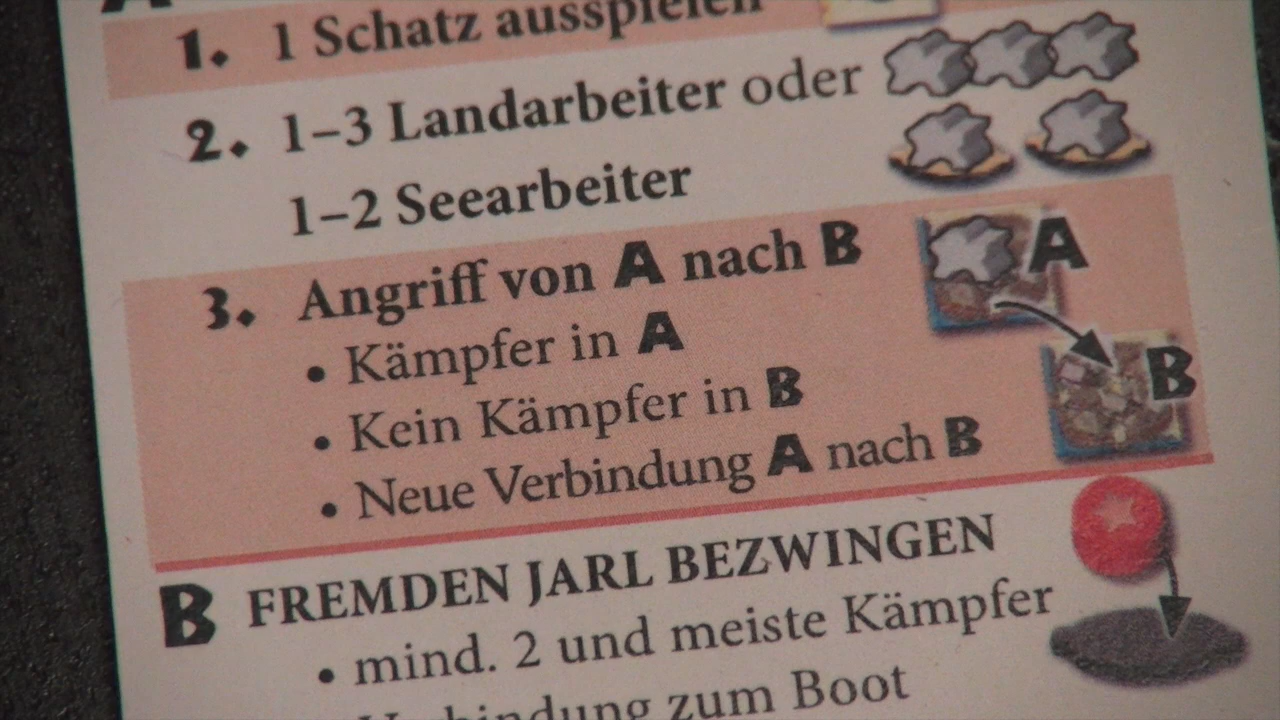 1. 1 Schatz ausspielen
2. 1–3 Landarbeiter oder
1–2 Seearbeiter
3. Angriff von A nach B
A
• Kämpfer in A
• Kein Kämpfer in B
B
• Neue Verbindung A nach B
B FREMDEN JARL BEZWINGEN
• mind. 2 und meiste Kämpfer
Verbindung zum Boot